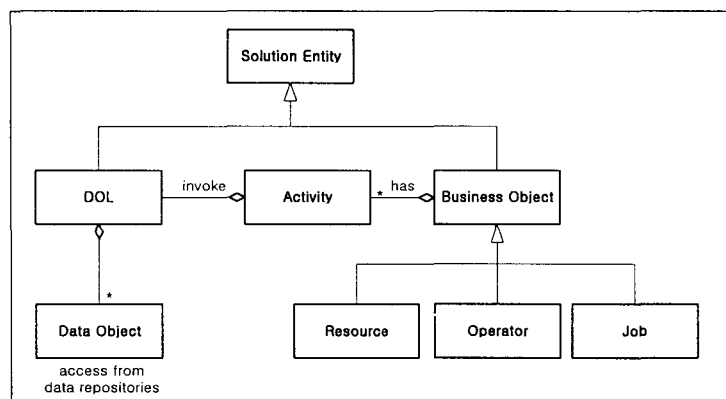 Solution Entity
DOL
invoke
Activity
* has
Business Object
*
Data Object
Resource
Operator
Job
access from
data repositories